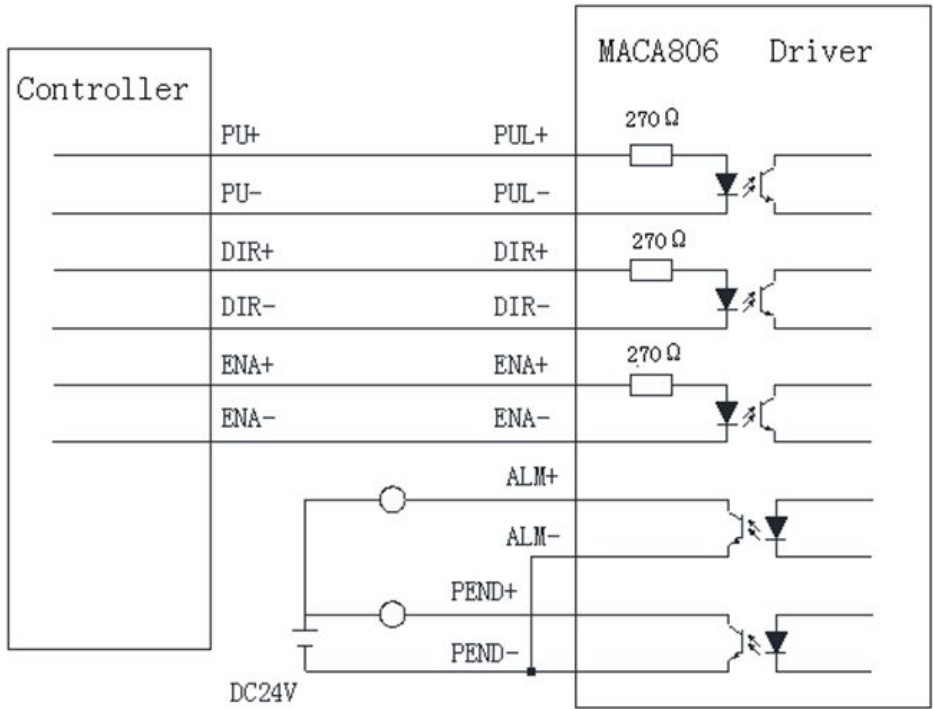 MACA806 Driver
Controller
270Ω
PU+ PUL+
PU- PUL-
270Ω
DIR+ DIR+
DIR- DIR-
270Ω
ENA+ ENA+
ENA- ENA-
ALM+
ALM-
PEND+
PEND-
DC24V